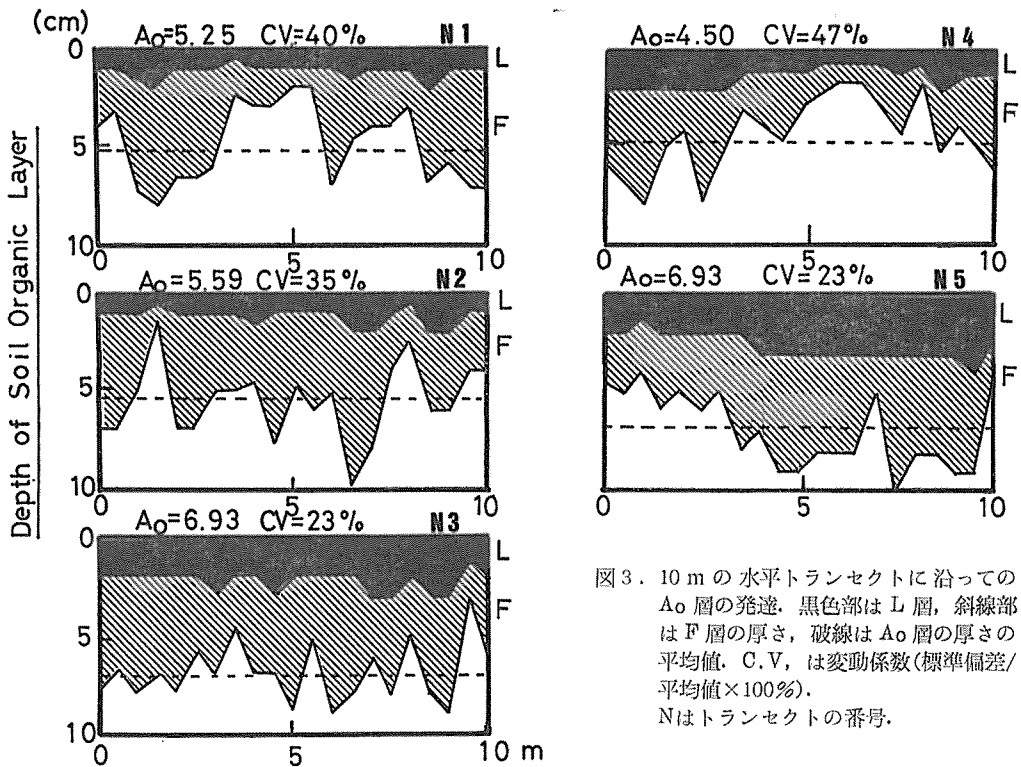 (cm)
Ao=5.25 CV=40% N1
0
L
F
5
10
0 5 10
Ao=5.59 CV=35% N2
0
L
F
5
10
0 5 10
Ao=6.93 CV=23% N3
0
L
F
5
10
0 5 10 m
Depth of Soil Organic Layer
Ao=4.50 CV=47% N4
L
F
0 5 10
Ao=6.93 CV=23% N5
L
F
0 5 10
図3. 10 m の水平トランセクトに沿っての
Ao 層の発達. 黒色部は L 層, 斜線部
は F 層の厚さ, 破線は Ao 層の厚さの
平均値. C.V, は変動係数(標準偏差/
平均値×100%).
Nはトランセクトの番号.